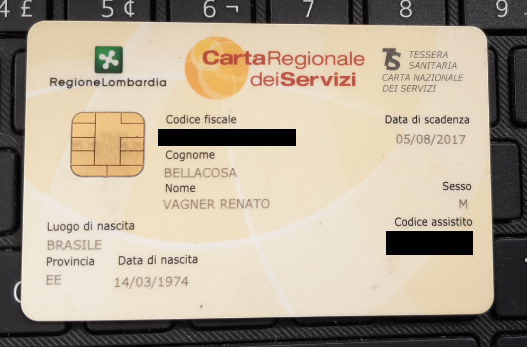 4 £ 5 ¢ 6 ¬ 7 8 9
RegioneLombardia
CartaRegionale
deiServizi
TS TESSERA
SANITARIA
CARTA NAZIONALE
DEI SERVIZI
Codice fiscale
Data di scadenza
05/08/2017
Cognome
BELLACOSA
Nome
VAGNER RENATO
Sesso
M
Codice assistito
Luogo di nascita
BRASILE
Provincia Data di nascita
EE 14/03/1974